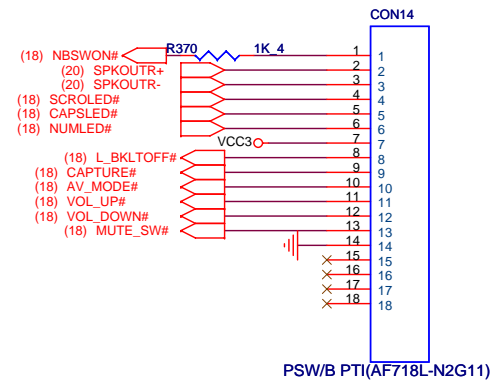 CON14
(18) NBSWON# R370 1K_4 1 1
(20) SPKOUTR+ 2 2
(20) SPKOUTR- 3 3
(18) SCROLED# 4 4
(18) CAPSLED# 5 5
(18) NUMLED# 6 6
VCC3 7 7
(18) L_BKLTOFF# 8 8
(18) CAPTURE# 9 9
(18) AV_MODE# 10 10
(18) VOL_UP# 11 11
(18) VOL_DOWN# 12 12
(18) MUTE_SW# 13 13
14 14
15 15
16 16
17 17
18 18
PSW/B PTI(AF718L-N2G11)